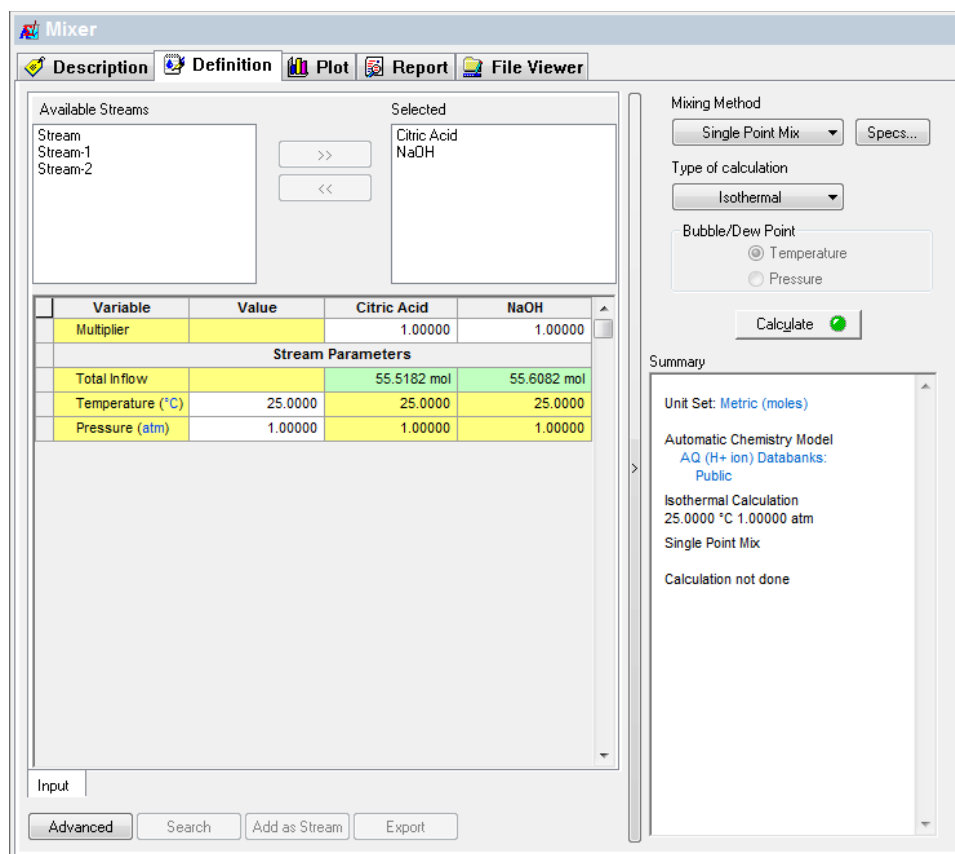 Mixer
Description Definition Plot Report File Viewer
Available Streams
Stream
Stream-1
Stream-2
>>
<<
Selected
Citric Acid
NaOH
Variable Value Citric Acid NaOH
Multiplier 1.00000 1.00000
Stream Parameters
Total Inflow 55.5182 mol 55.6082 mol
Temperature (°C) 25.0000 25.0000 25.0000
Pressure (atm) 1.00000 1.00000 1.00000
Input
Advanced Search Add as Stream Export
>
Mixing Method
Single Point Mix Specs...
Type of calculation
Isothermal
Bubble/Dew Point
Temperature
Pressure
Calculate
Summary
Unit Set: Metric (moles)
Automatic Chemistry Model
AQ (H+ ion) Databanks:
Public
Isothermal Calculation
25.0000 °C 1.00000 atm
Single Point Mix
Calculation not done